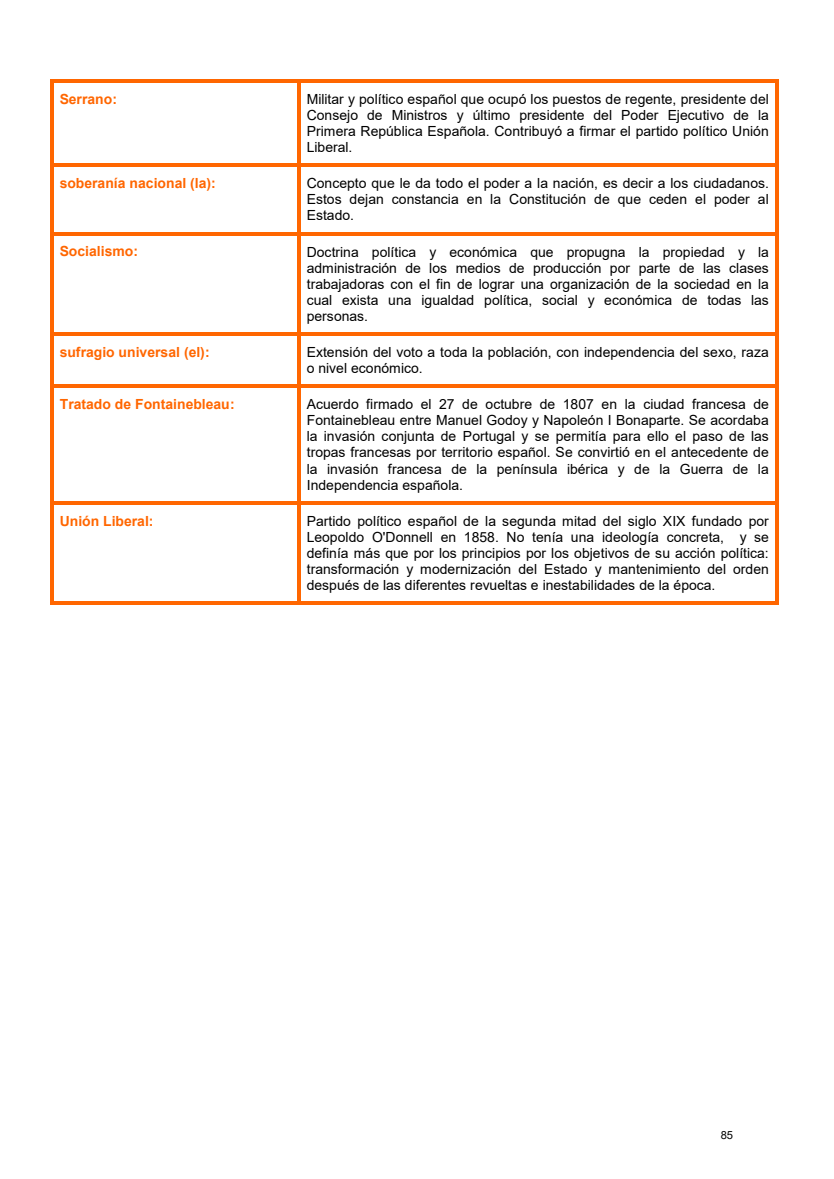 Serrano:
Militar y político español que ocupó los puestos de regente, presidente del
Consejo de Ministros y último presidente del Poder Ejecutivo de la
Primera República Española. Contribuyó a firmar el partido político Unión
Liberal.
soberanía nacional (la):
Concepto que le da todo el poder a la nación, es decir a los ciudadanos.
Estos dejan constancia en la Constitución de que ceden el poder al
Estado.
Socialismo:
Doctrina política y económica que propugna la propiedad y la
administración de los medios de producción por parte de las clases
trabajadoras con el fin de lograr una organización de la sociedad en la
cual exista una igualdad política, social y económica de todas las
personas.
sufragio universal (el):
Extensión del voto a toda la población, con independencia del sexo, raza
o nivel económico.
Tratado de Fontainebleau:
Acuerdo firmado el 27 de octubre de 1807 en la ciudad francesa de
Fontainebleau entre Manuel Godoy y Napoleón I Bonaparte. Se acordaba
la invasión conjunta de Portugal y se permitía para ello el paso de las
tropas francesas por territorio español. Se convirtió en el antecedente de
la invasión francesa de la península ibérica y de la Guerra de la
Independencia española.
Unión Liberal:
Partido político español de la segunda mitad del siglo XIX fundado por
Leopoldo O'Donnell en 1858. No tenía una ideología concreta, y se
definía más que por los principios por los objetivos de su acción política:
transformación y modernización del Estado y mantenimiento del orden
después de las diferentes revueltas e inestabilidades de la época.
85